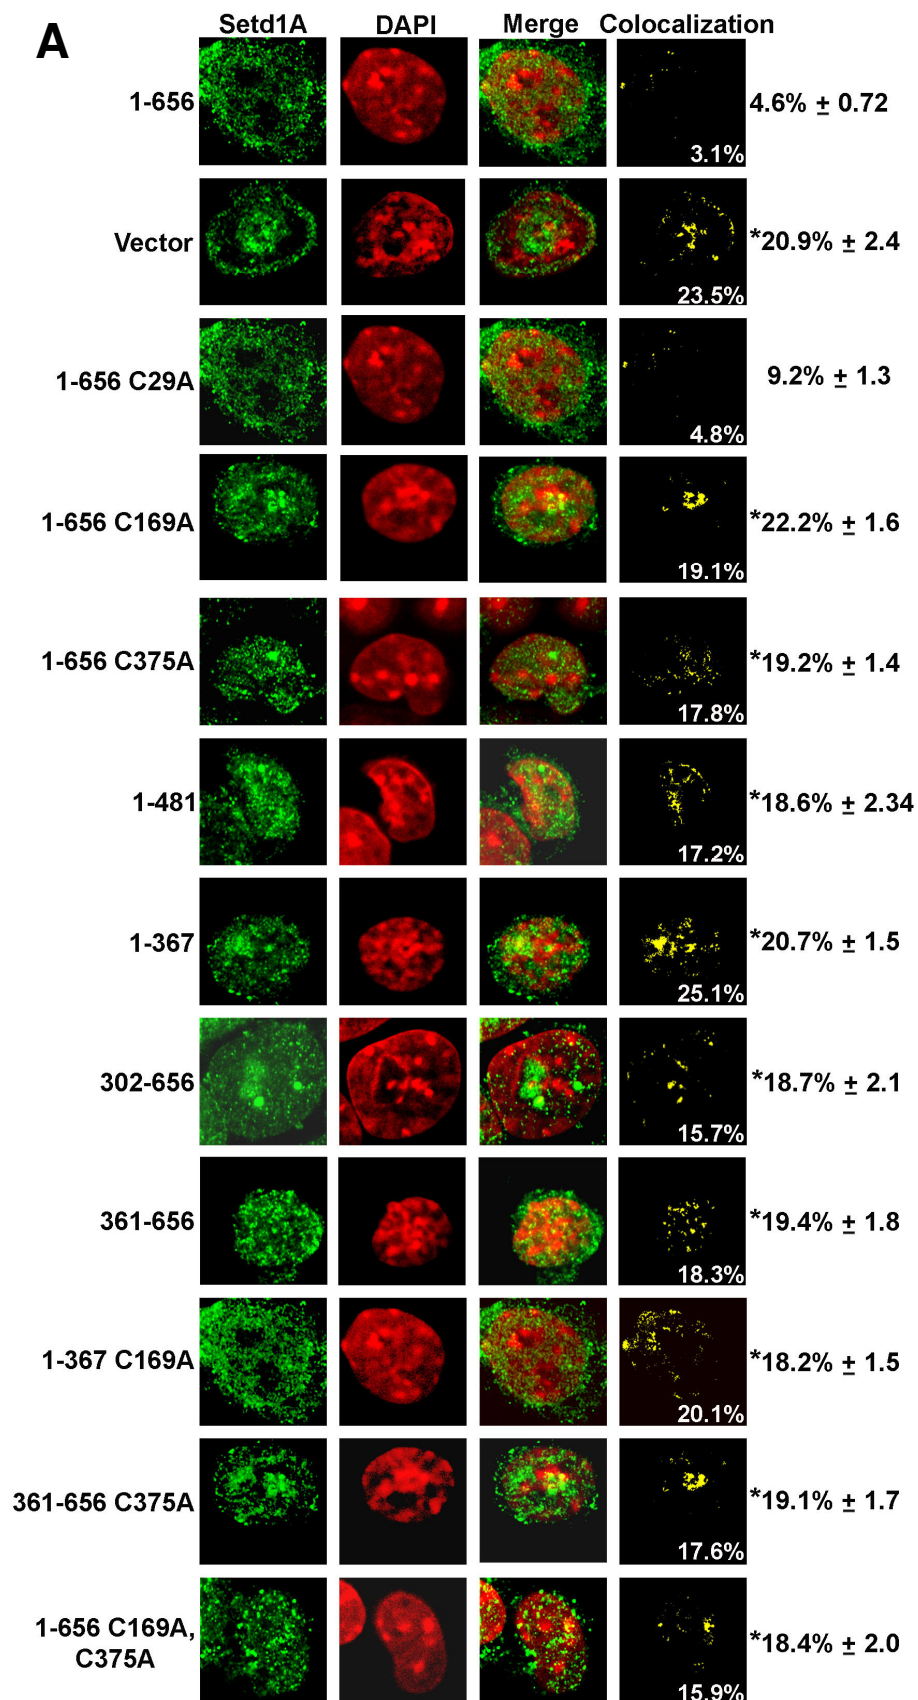 A
Setd1A DAPI Merge Colocalization
1-656 3.1% 4.6% ± 0.72
Vector 23.5% *20.9% ± 2.4
1-656 C29A 4.8% 9.2% ± 1.3
1-656 C169A 19.1% *22.2% ± 1.6
1-656 C375A 17.8% *19.2% ± 1.4
1-481 17.2% *18.6% ± 2.34
1-367 25.1% *20.7% ± 1.5
302-656 15.7% *18.7% ± 2.1
361-656 18.3% *19.4% ± 1.8
1-367 C169A 20.1% *18.2% ± 1.5
361-656 C375A 17.6% *19.1% ± 1.7
1-656 C169A,
C375A 15.9% *18.4% ± 2.0